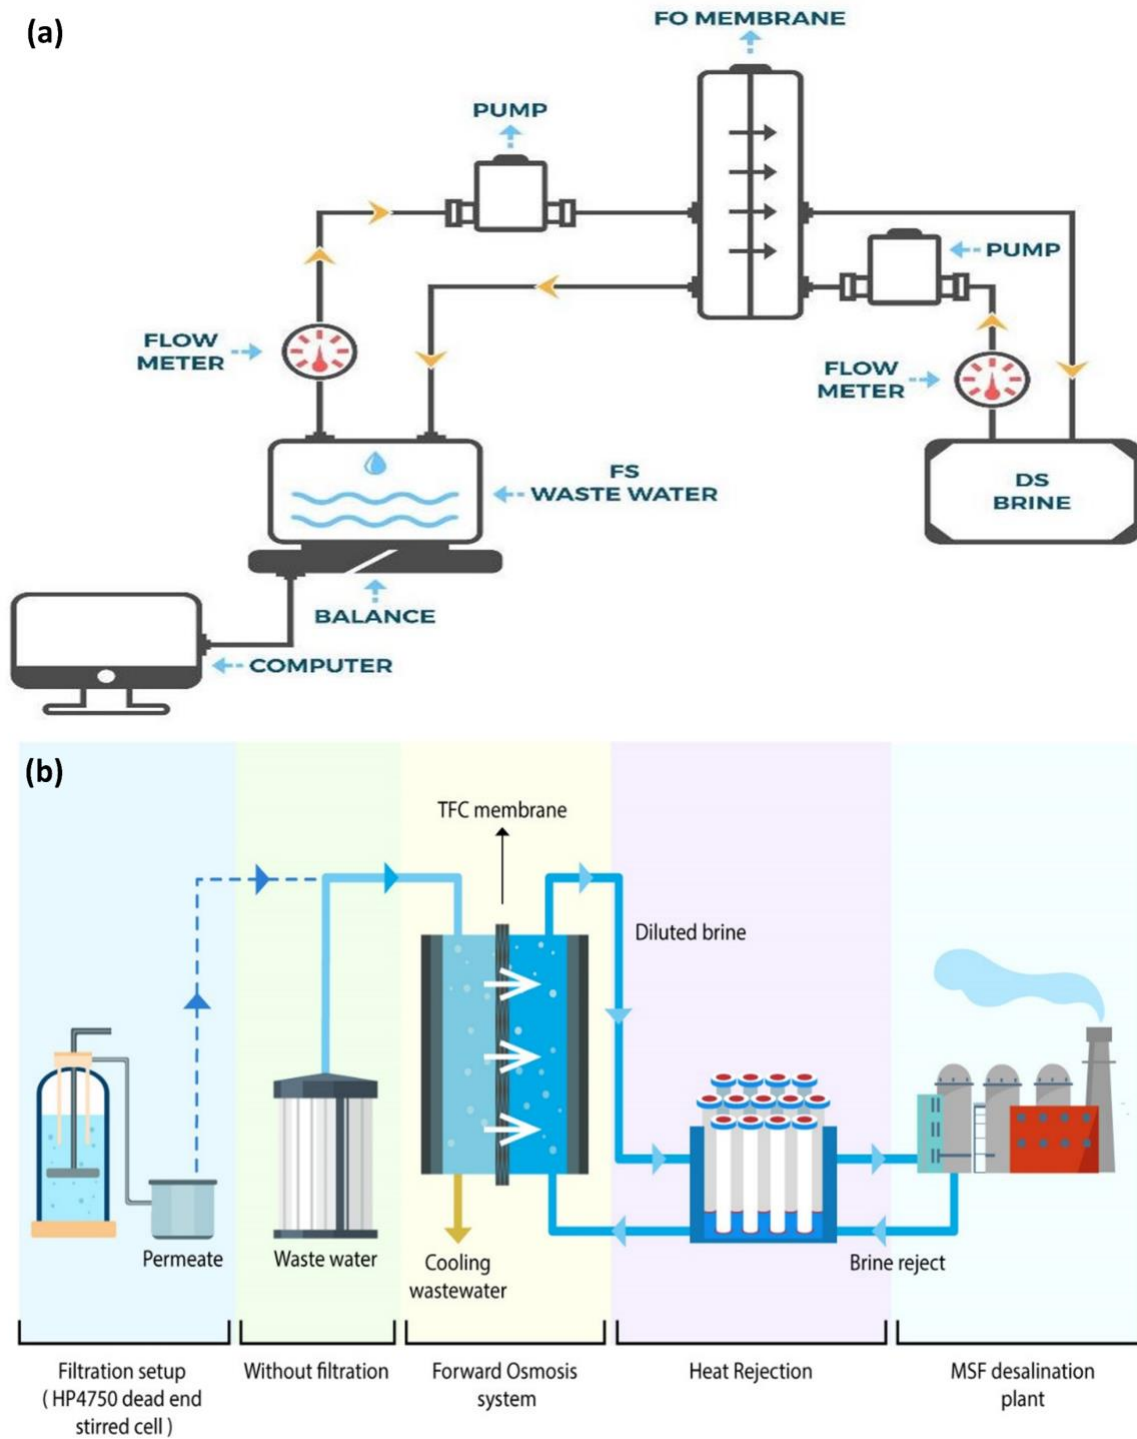 (a)
FO MEMBRANE
PUMP
PUMP
FLOW
METER
FLOW
METER
FS
WASTE WATER
DS
BRINE
BALANCE
COMPUTER
(b)
TFC membrane
Diluted brine
Permeate
Waste water
Cooling
wastewater
Brine reject
Filtration setup
( HP4750 dead end
stirred cell )
Without filtration
Forward Osmosis
system
Heat Rejection
MSF desalination
plant